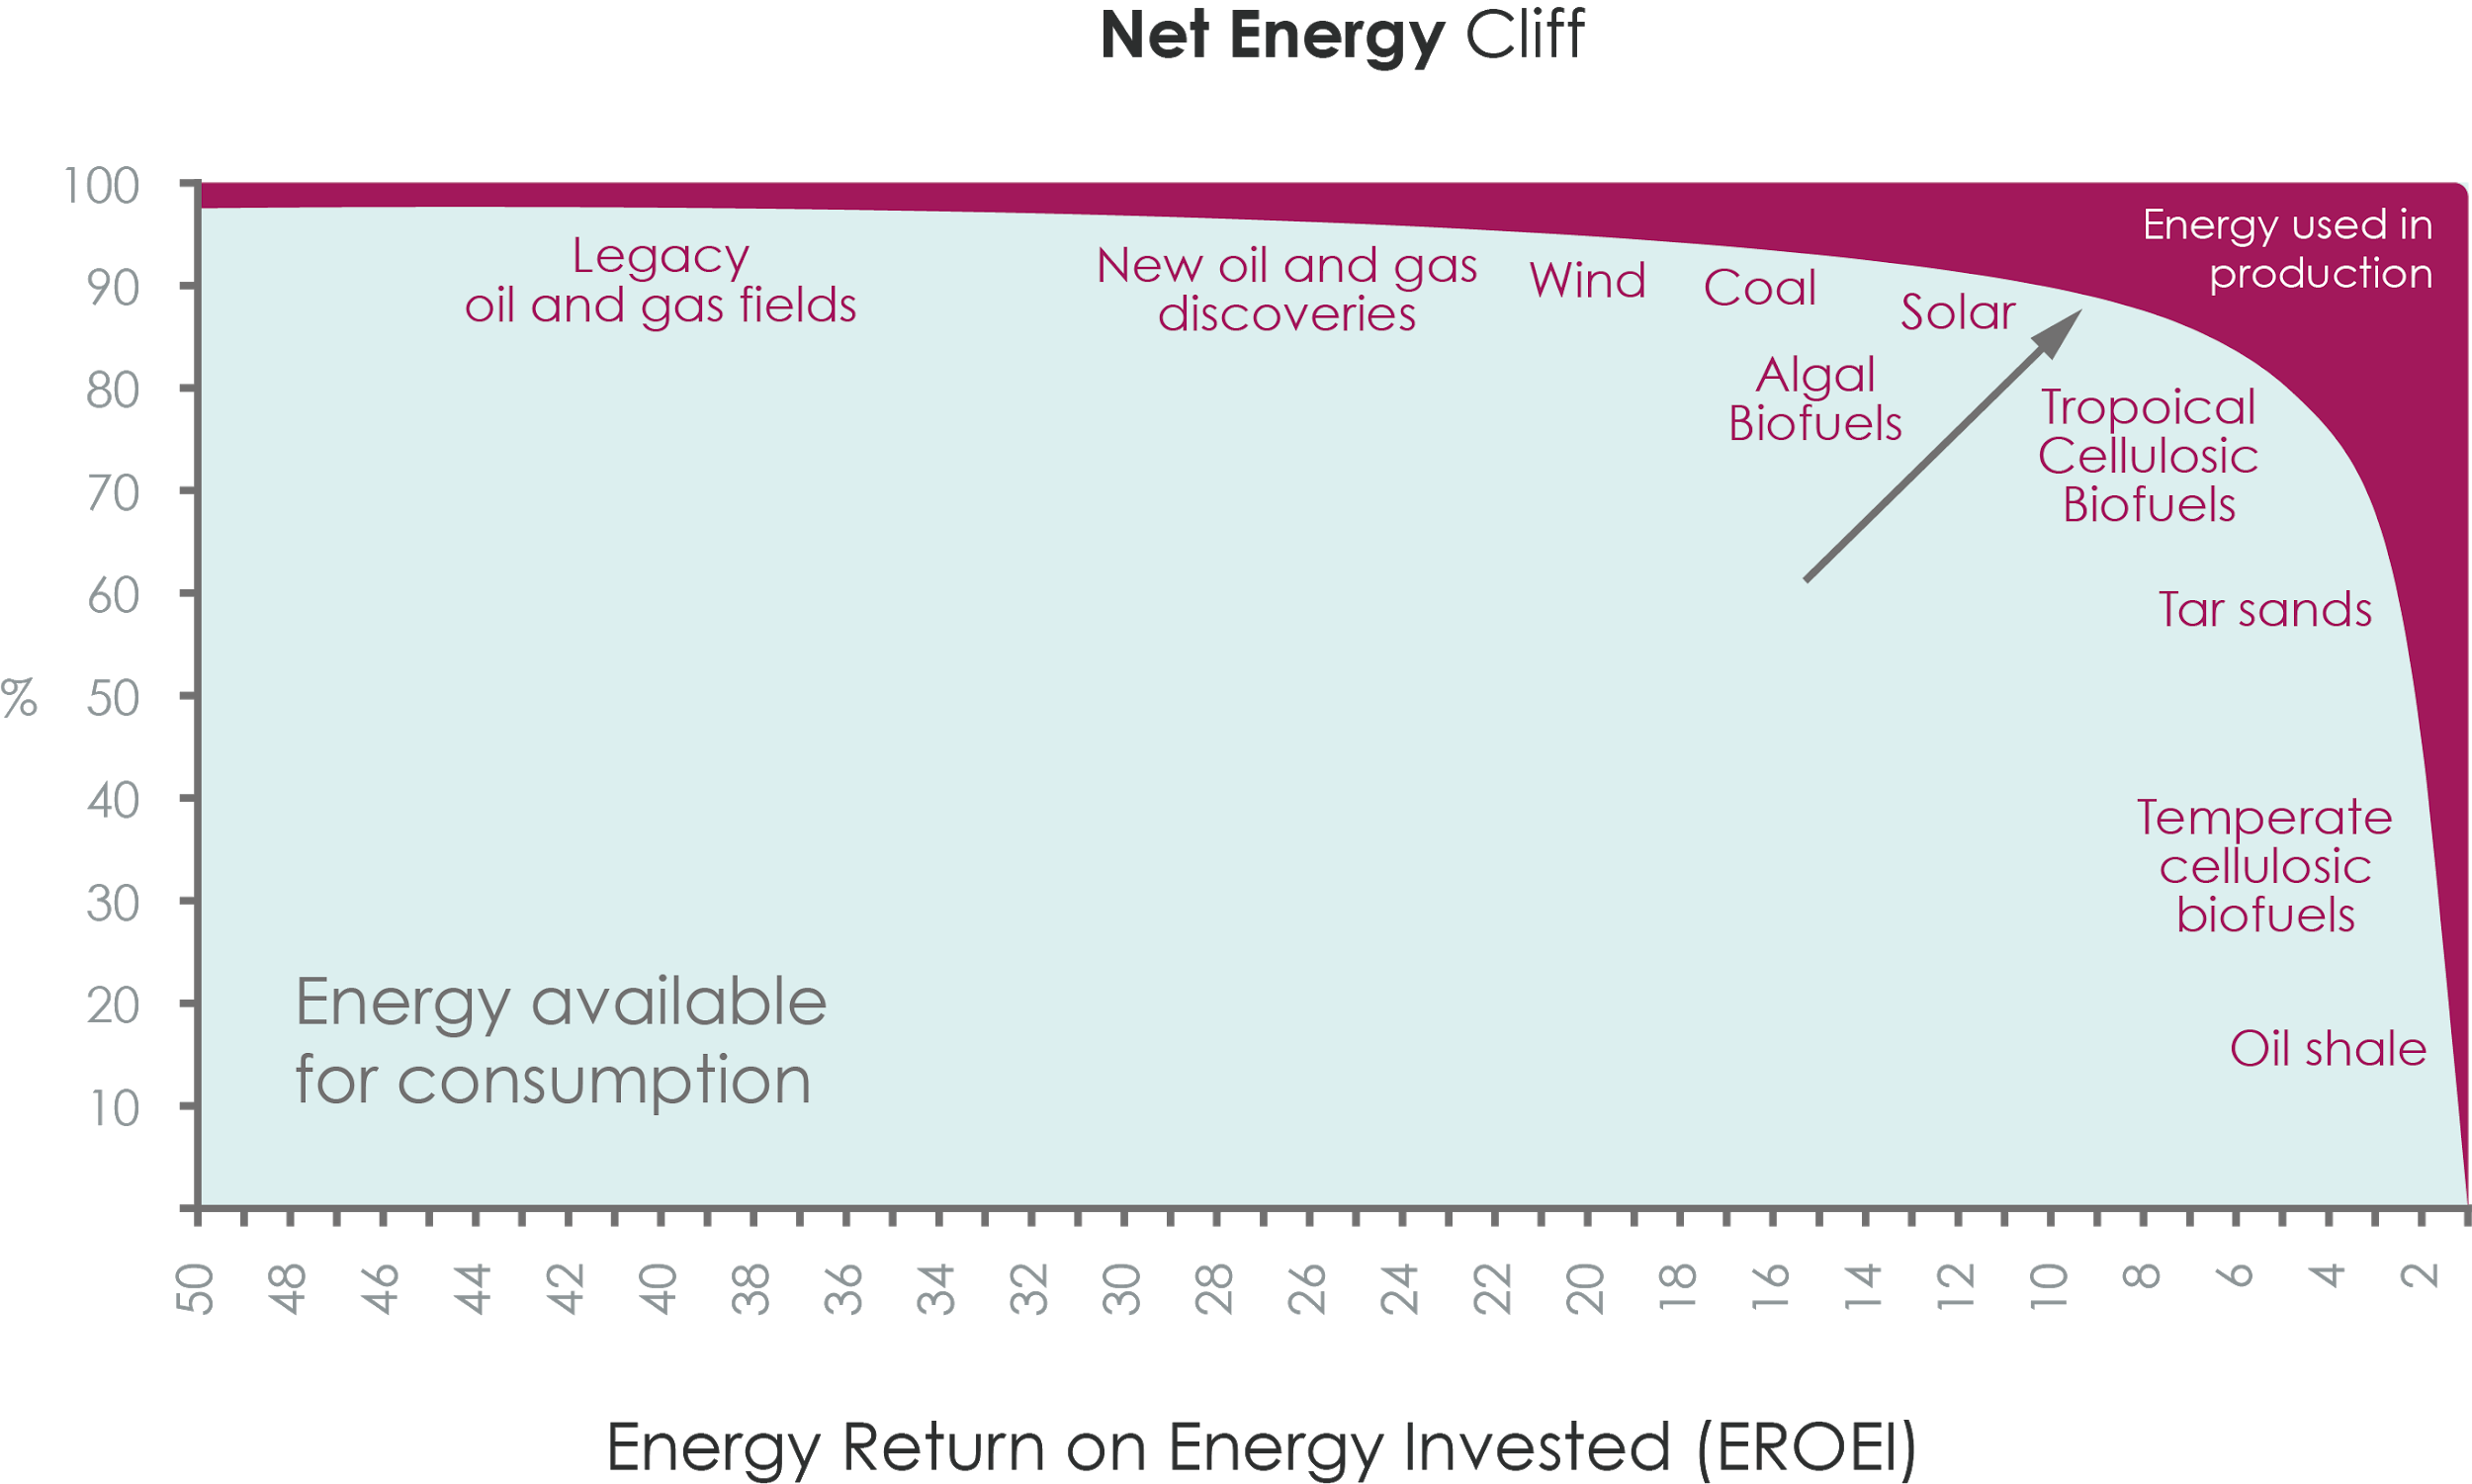 Net Energy Cliff
100
90
80
70
60
50
40
30
20
10
%
Legacy
oil and gas fields
New oil and gas
discoveries
Wind
Coal
Solar
Algal
Biofuels
Energy used in
production
Tropoical
Cellulosic
Biofuels
Tar sands
Temperate
cellulosic
biofuels
Oil shale
Energy available
for consumption
50 48 46 44 42 40 38 36 34 32 30 28 26 24 22 20 18 16 14 12 10 8 6 4 2
Energy Return on Energy Invested (EROEI)